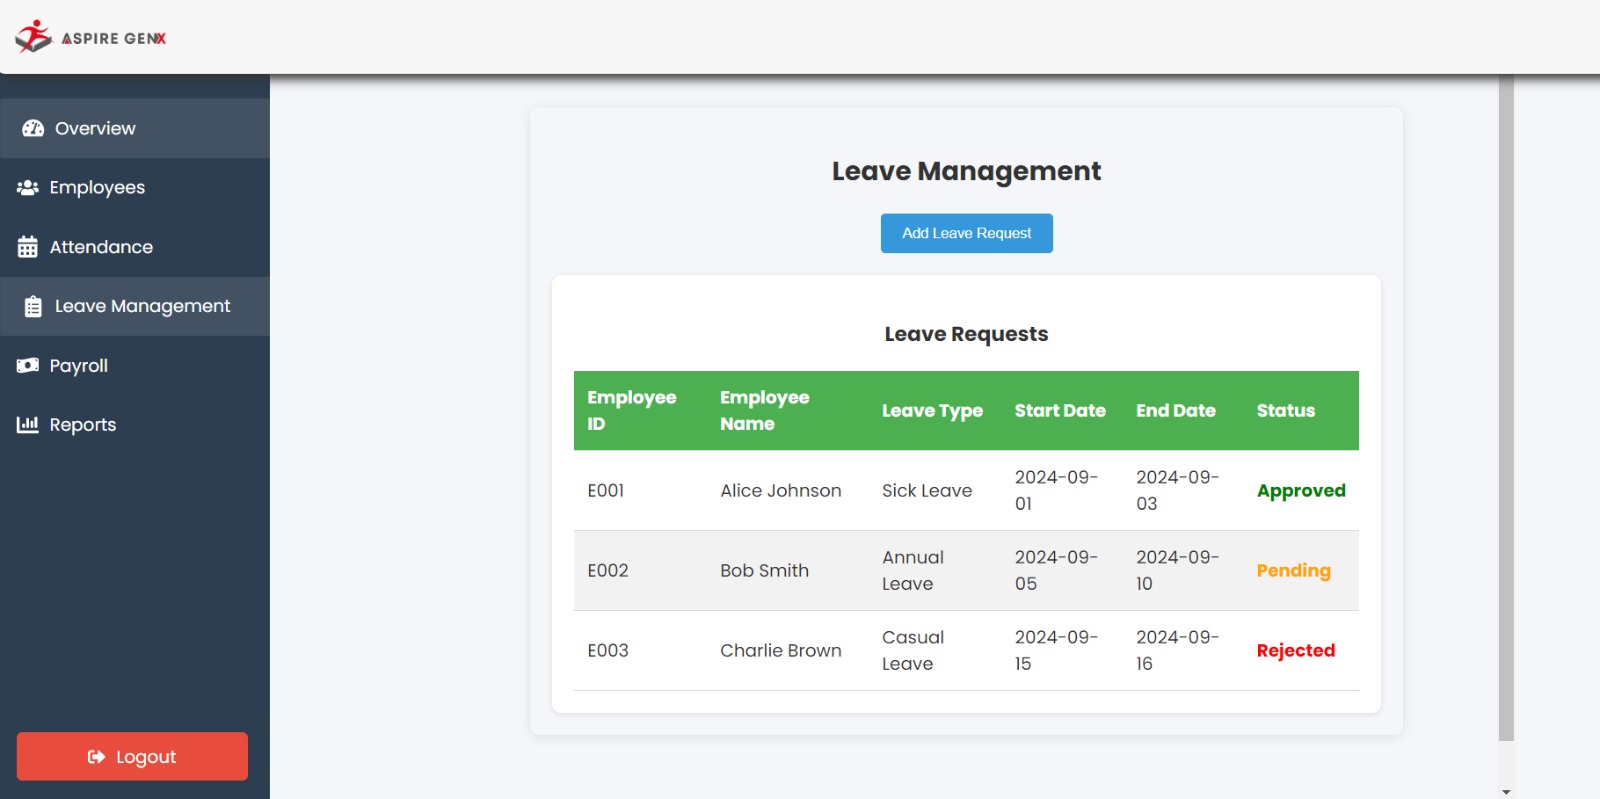 ASPIRE GENX
Overview
Employees
Attendance
Leave Management
Payroll
Reports
Logout
Leave Management
Add Leave Request
Leave Requests
Employee ID Employee Name Leave Type Start Date End Date Status
E001 Alice Johnson Sick Leave 2024-09-01 2024-09-03 Approved
E002 Bob Smith Annual Leave 2024-09-05 2024-09-10 Pending
E003 Charlie Brown Casual Leave 2024-09-15 2024-09-16 Rejected